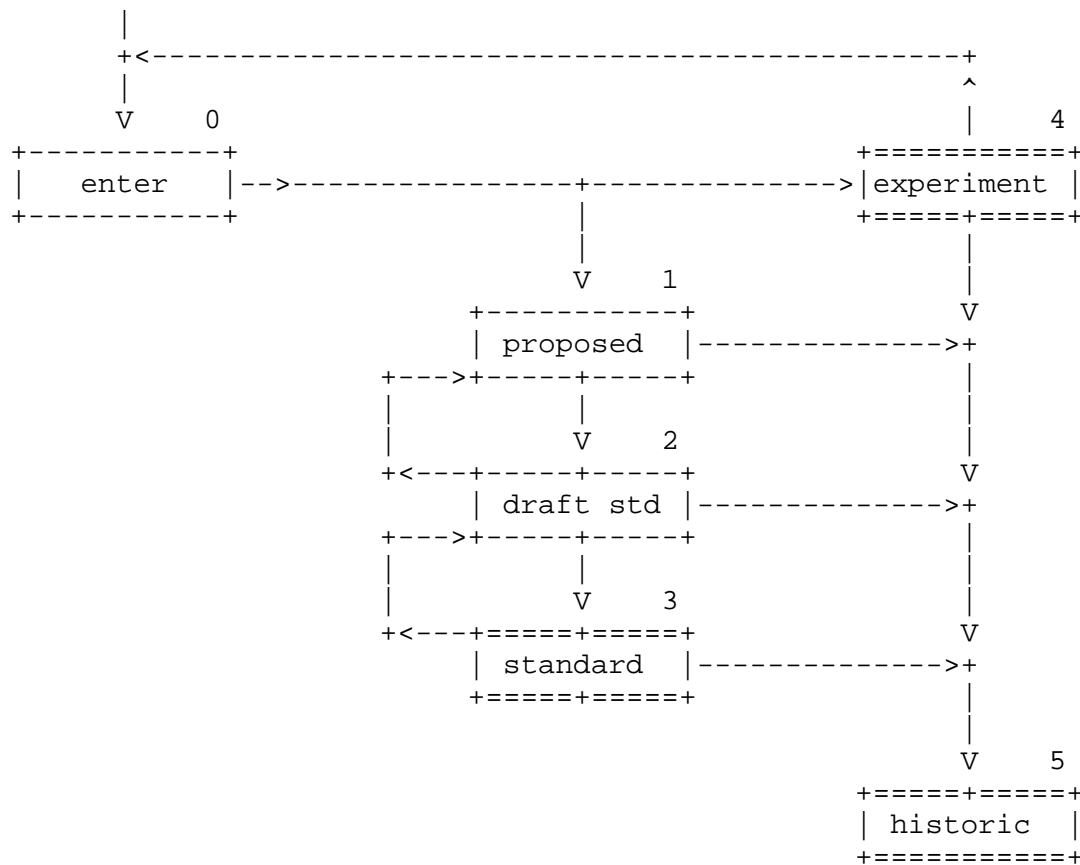 0 4
enter experiment
1
proposed
2
draft std
3
standard
5
historic